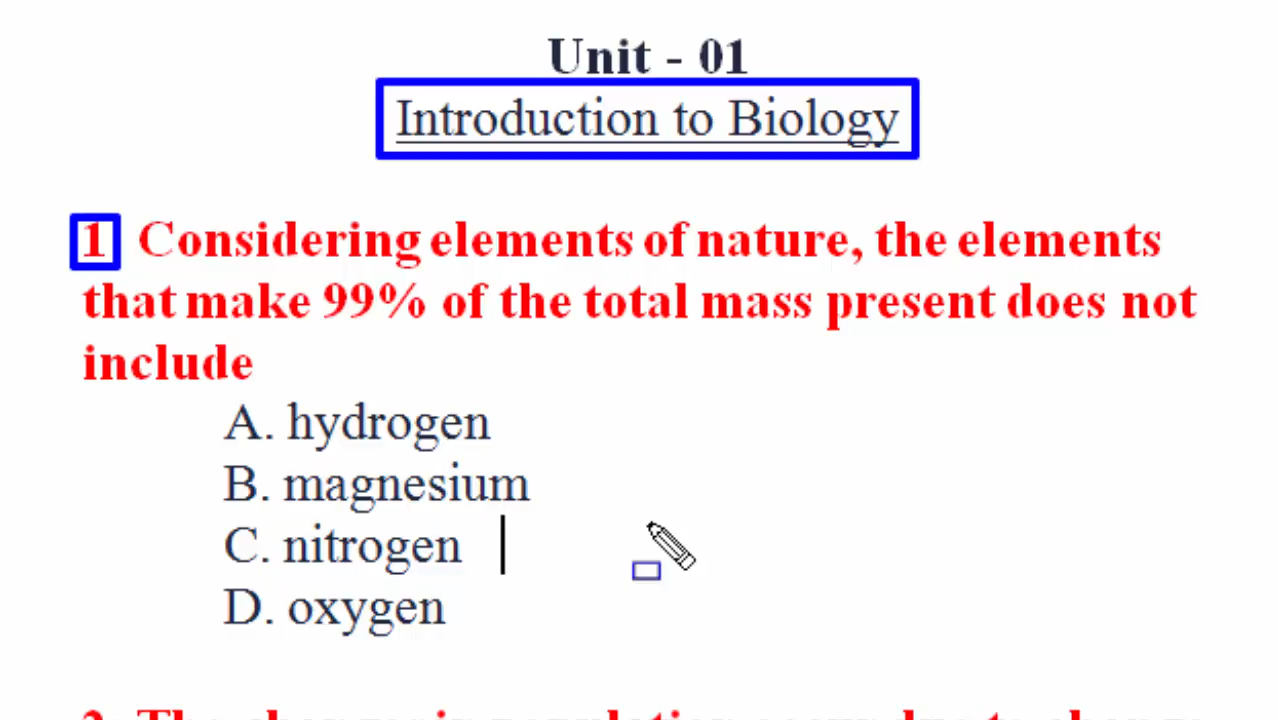 Unit - 01
Introduction to Biology
1 Considering elements of nature, the elements
that make 99% of the total mass present does not
include
A. hydrogen
B. magnesium
C. nitrogen
D. oxygen